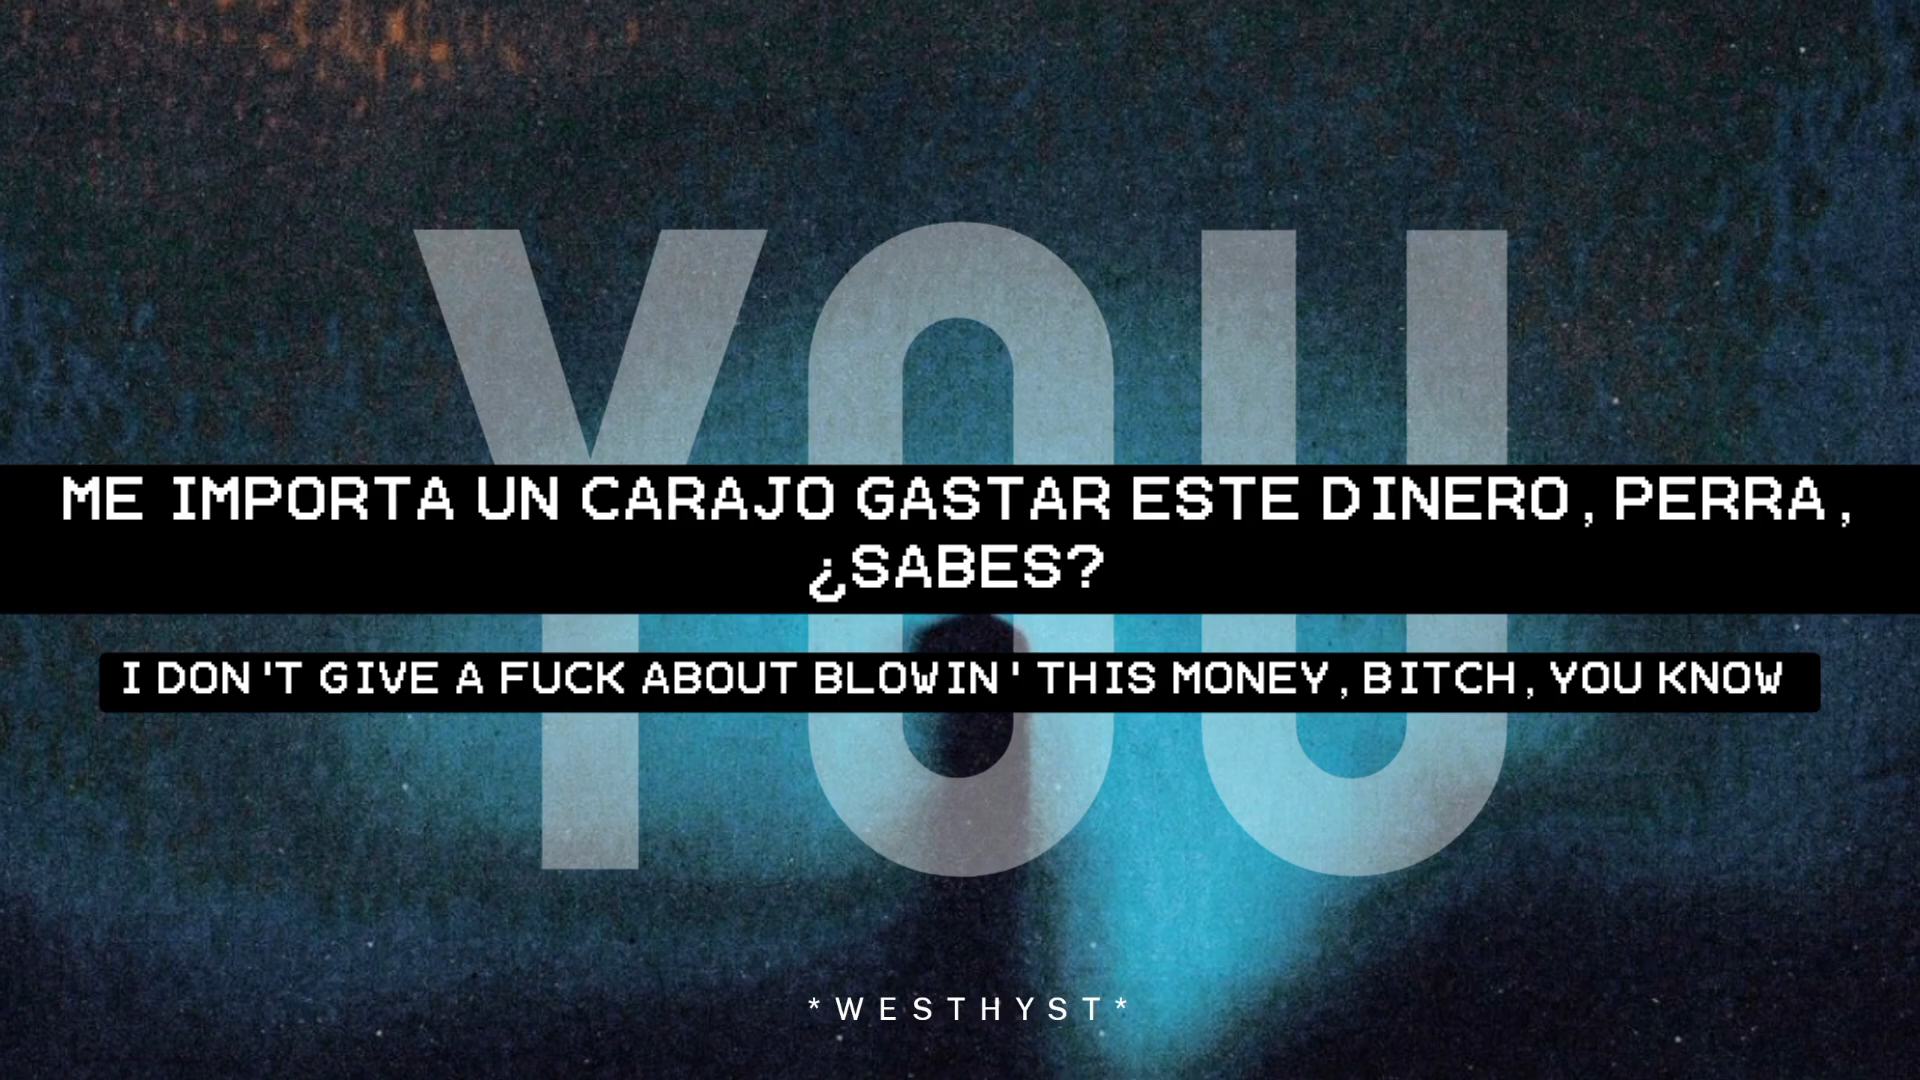 YOU
ME IMPORTA UN CARAJO GASTAR ESTE DINERO, PERRA,
¿SABES?
I DON'T GIVE A FUCK ABOUT BLOWIN' THIS MONEY, BITCH, YOU KNOW
*WESTHYST*